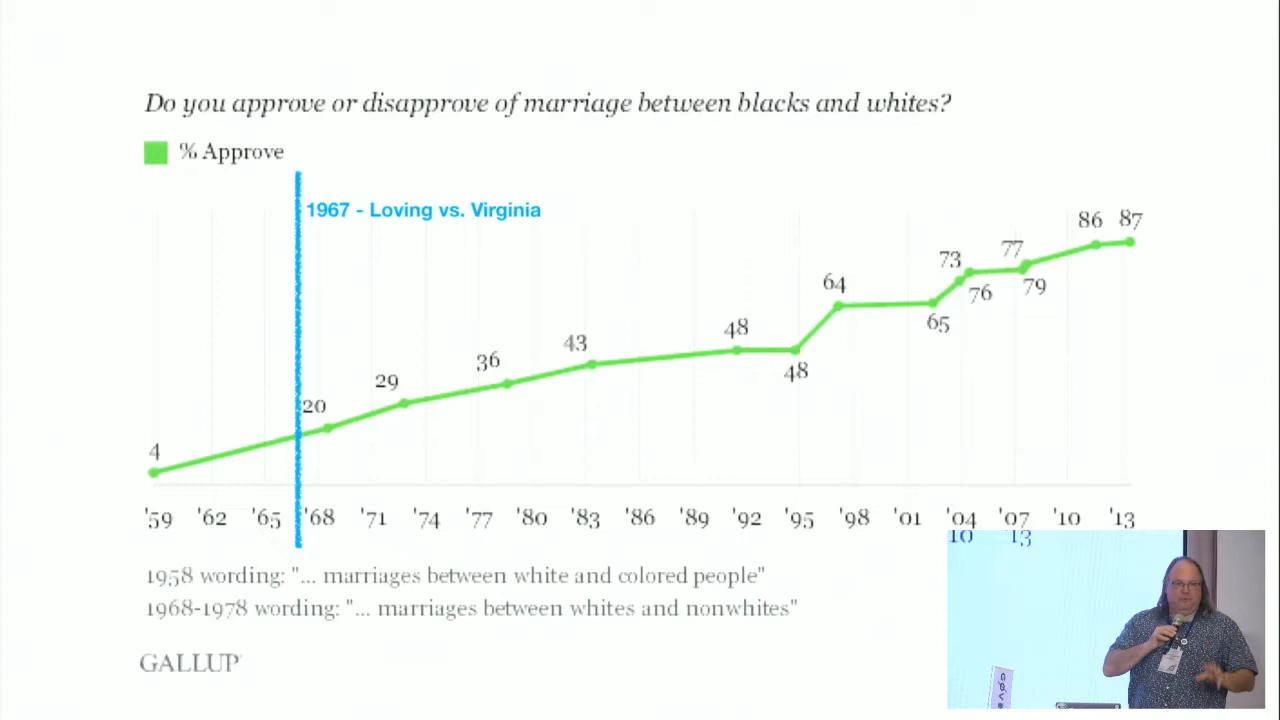 Do you approve or disapprove of marriage between blacks and whites?
% Approve
1967 - Loving vs. Virginia
86 87
73 77
64 76 79
65
48
43 48
36
29
20
4
'59 '62 '65 '68 '71 '74 '77 '80 '83 '86 '89 '92 '95 '98 '01 '04 '07 '10 '13
10 13
1958 wording: "... marriages between white and colored people"
1968-1978 wording: "... marriages between whites and nonwhites"
GALLUP